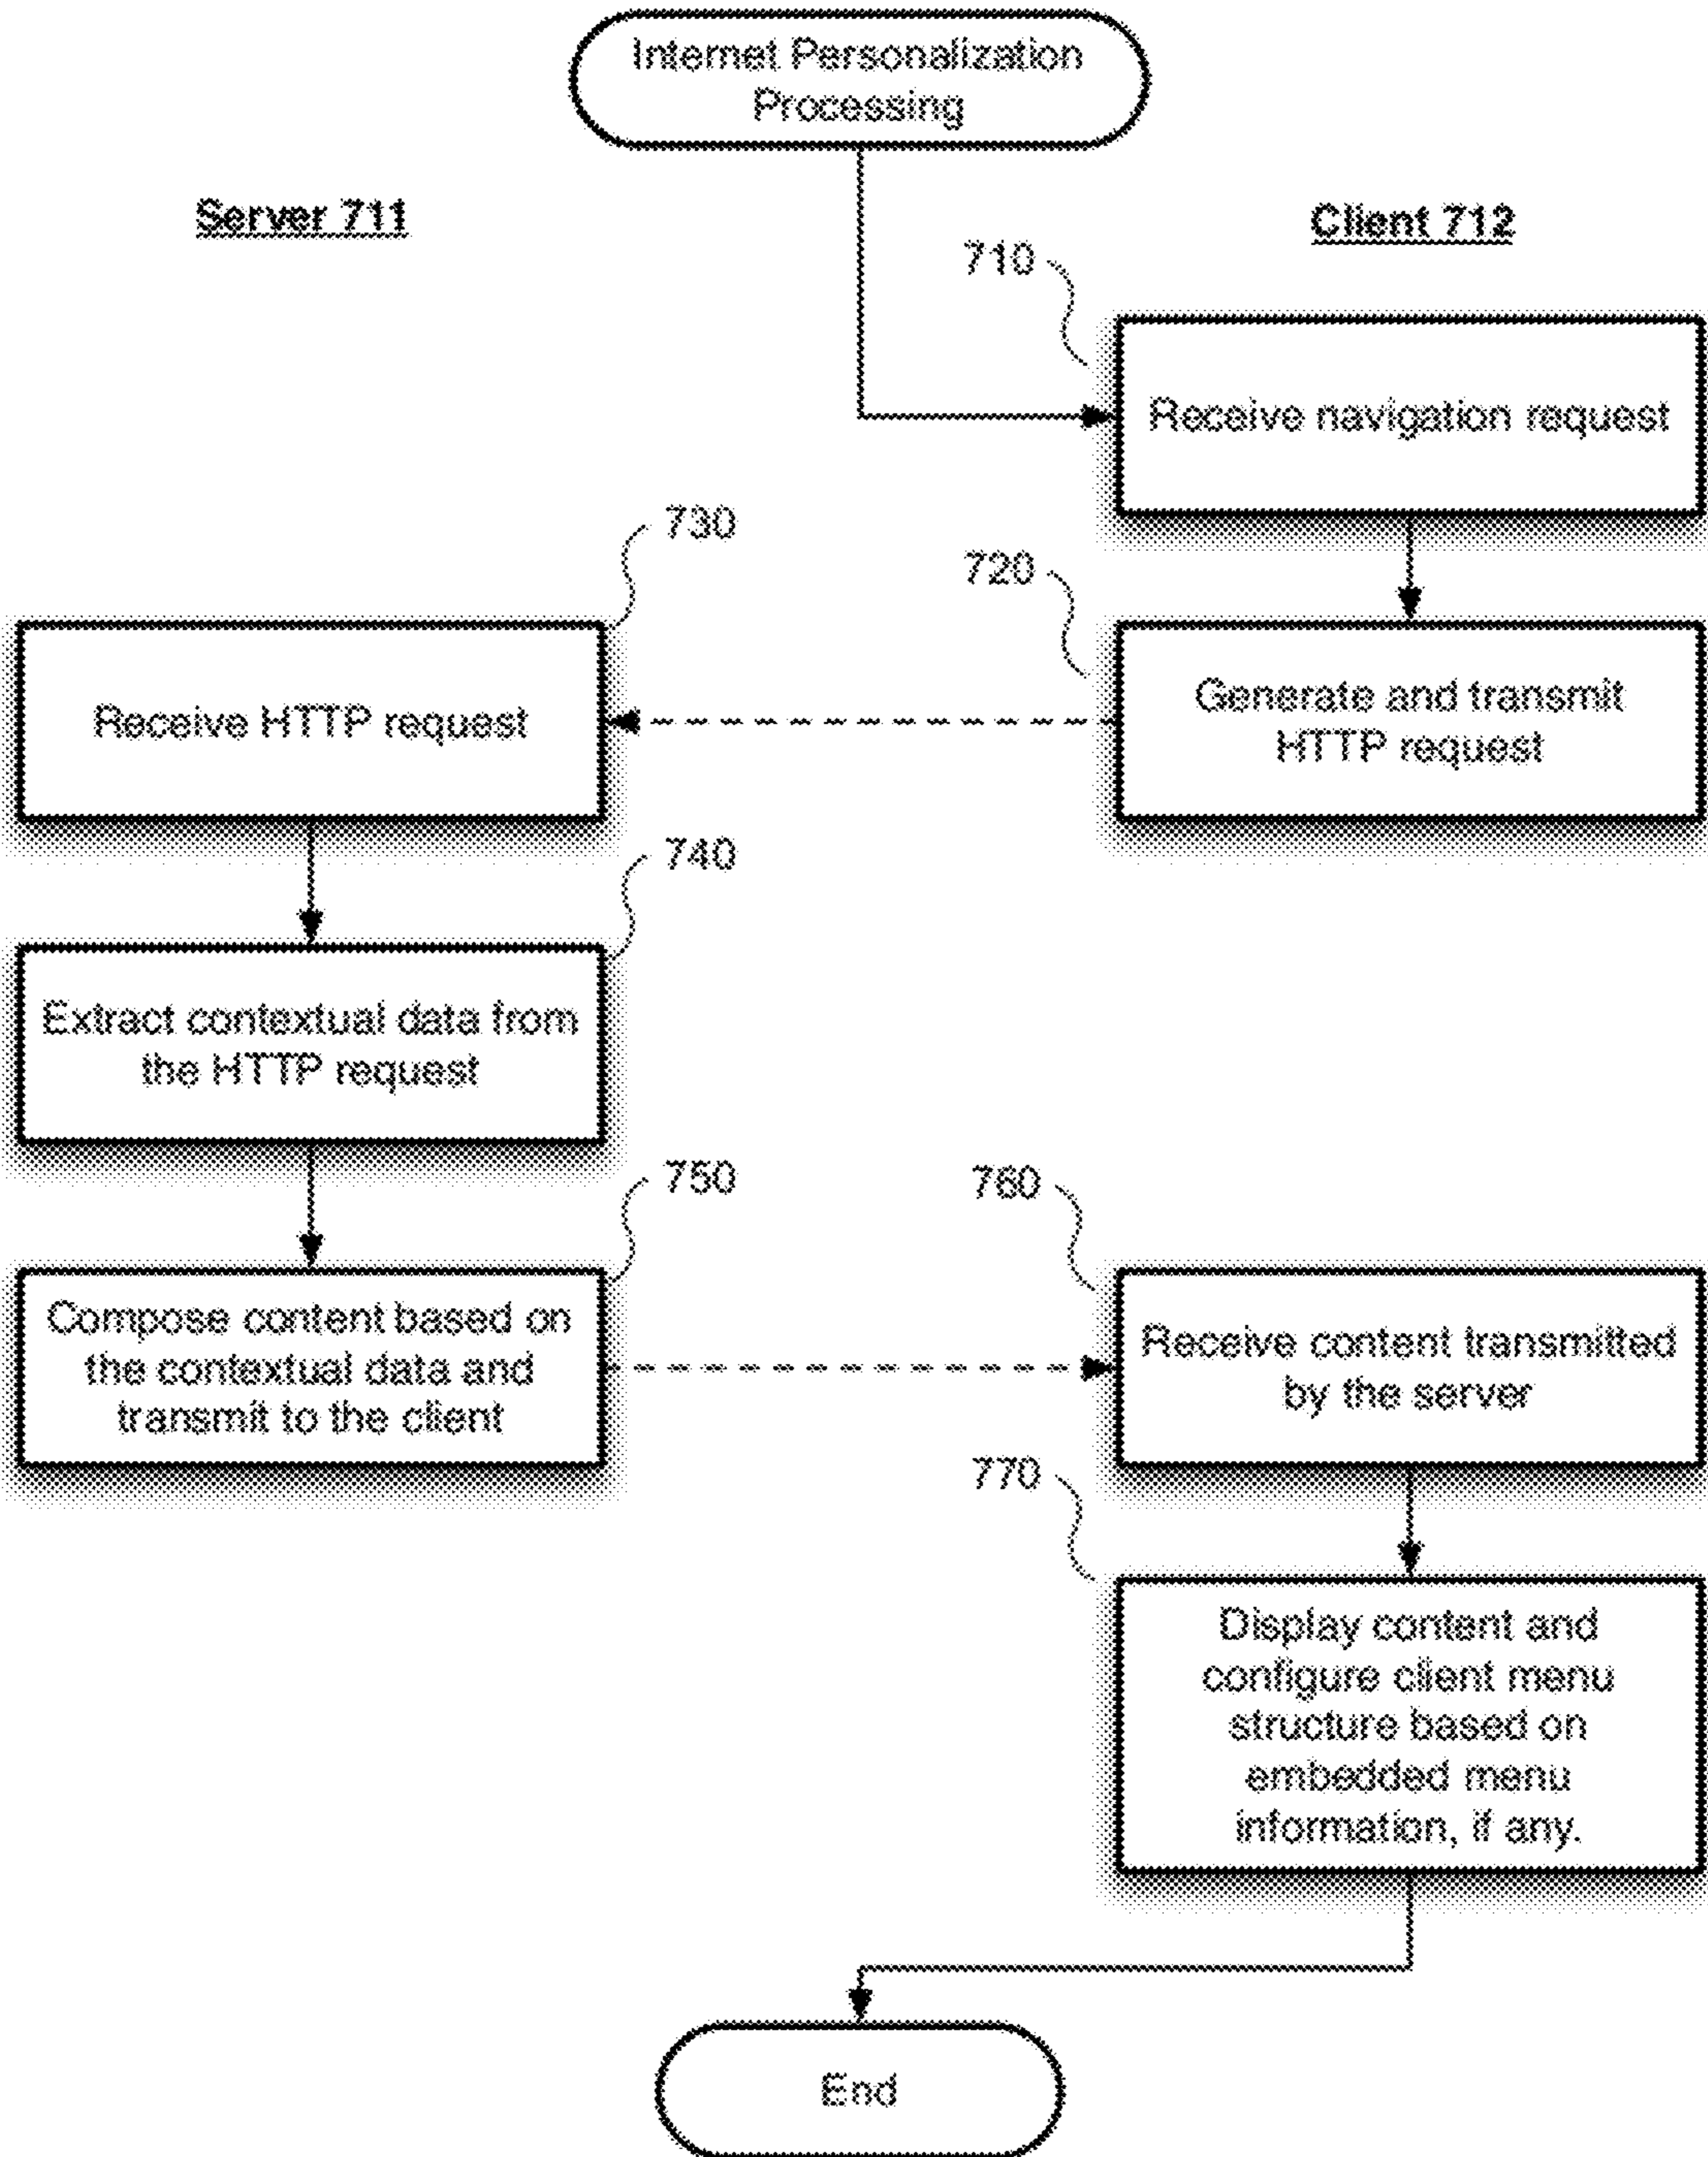 Internet Personalization
Processing
Server 711
Client 712
710
Receive navigation request
730
720
Receive HTTP request
Generate and transmit
HTTP request
740
Extract contextual data from
the HTTP request
750
760
Compose content based on
the contextual data and
transmit to the client
Receive content transmitted
by the server
770
Display content and
configure client menu
structure based on
embedded menu
information, if any.
End